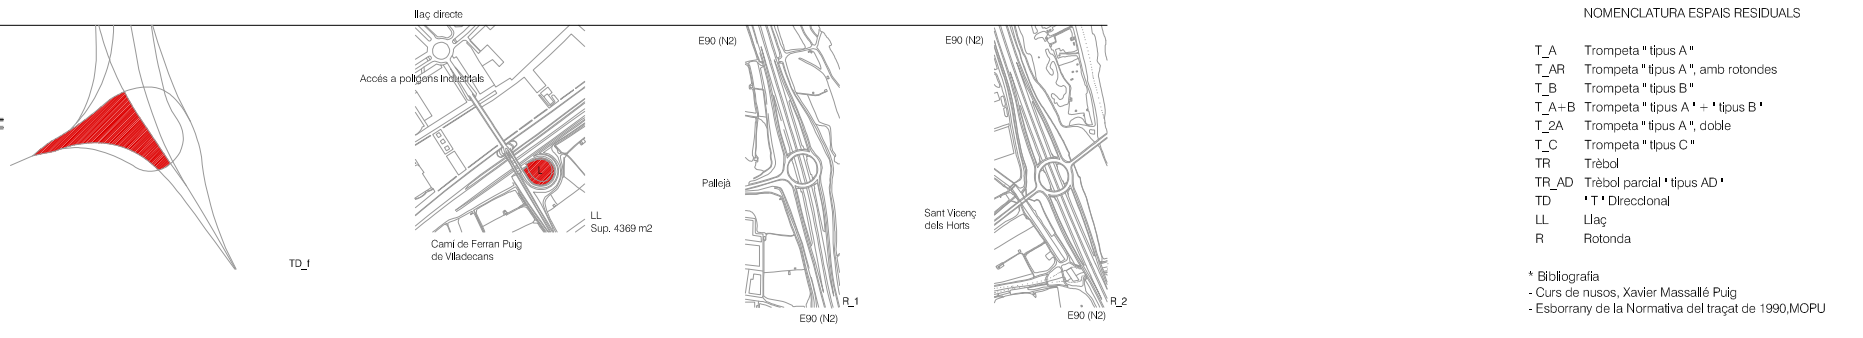 llaç directe
Accés a polígons Industrials
LL
Sup. 4369 m2
Camí de Ferran Puig
de Viladecans
TD_f
E90 (N2)
Pallejà
R_1
E90 (N2)
E90 (N2)
Sant Vicenç
dels Horts
R_2
E90 (N2)
NOMENCLATURA ESPAIS RESIDUALS
T_A Trompeta " tipus A "
T_AR Trompeta " tipus A ", amb rotondes
T_B Trompeta " tipus B "
T_A+B Trompeta " tipus A " + " tipus B "
T_2A Trompeta " tipus A ", doble
T_C Trompeta " tipus C "
TR Trèbol
TR_AD Trèbol parcial " tipus AD "
TD " T " Direccional
LL Llaç
R Rotonda
* Bibliografia
- Curs de nusos, Xavier Massallé Puig
- Esborrany de la Normativa del traçat de 1990,MOPU